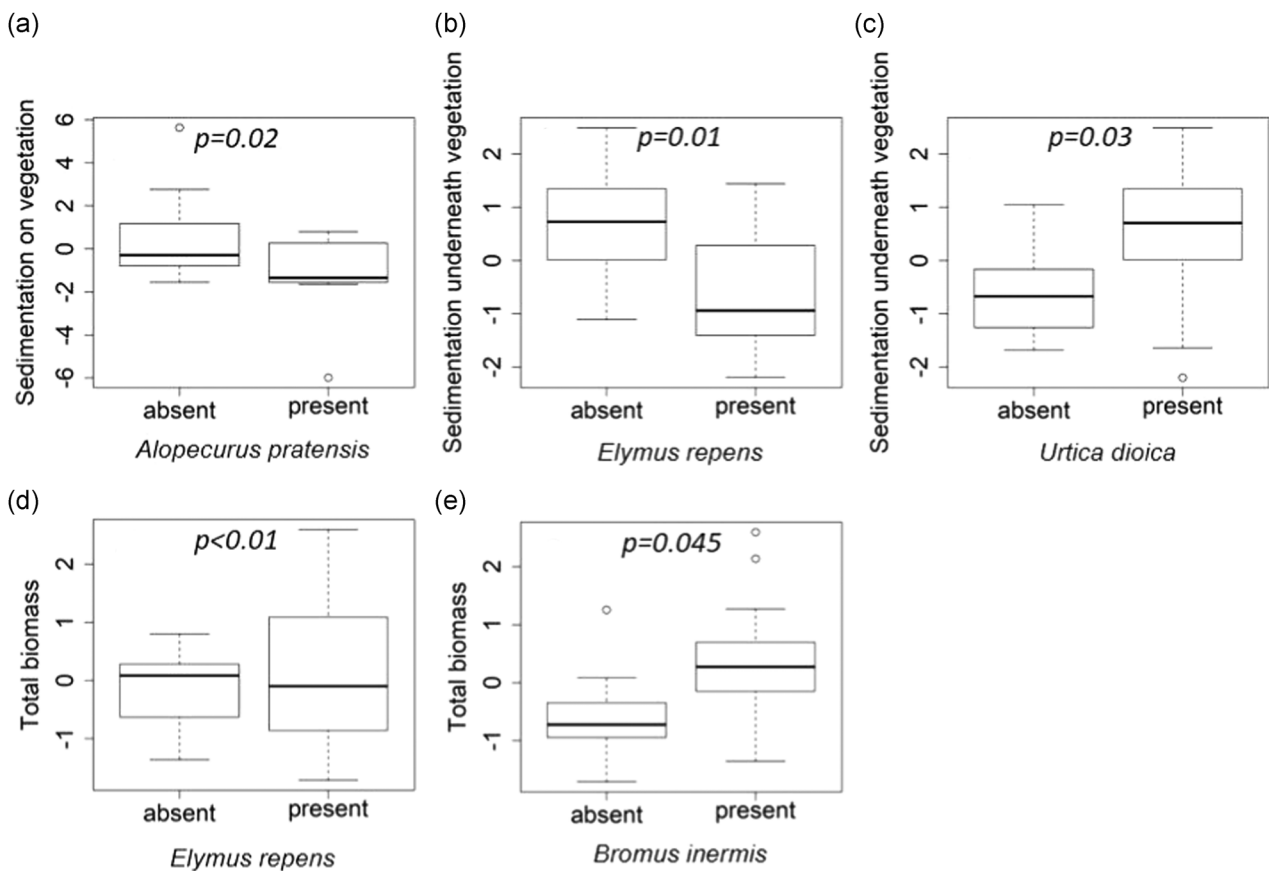 (a)
Sedimentation on vegetation
6
4
2
0
-2
-4
-6
p=0.02
absent present
Alopecurus pratensis
(b)
Sedimentation underneath vegetation
2
1
0
-1
-2
p=0.01
absent present
Elymus repens
(c)
Sedimentation underneath vegetation
2
1
0
-1
-2
p=0.03
absent present
Urtica dioica
(d)
Total biomass
2
1
0
-1
p<0.01
absent present
Elymus repens
(e)
Total biomass
2
1
0
-1
p=0.045
absent present
Bromus inermis